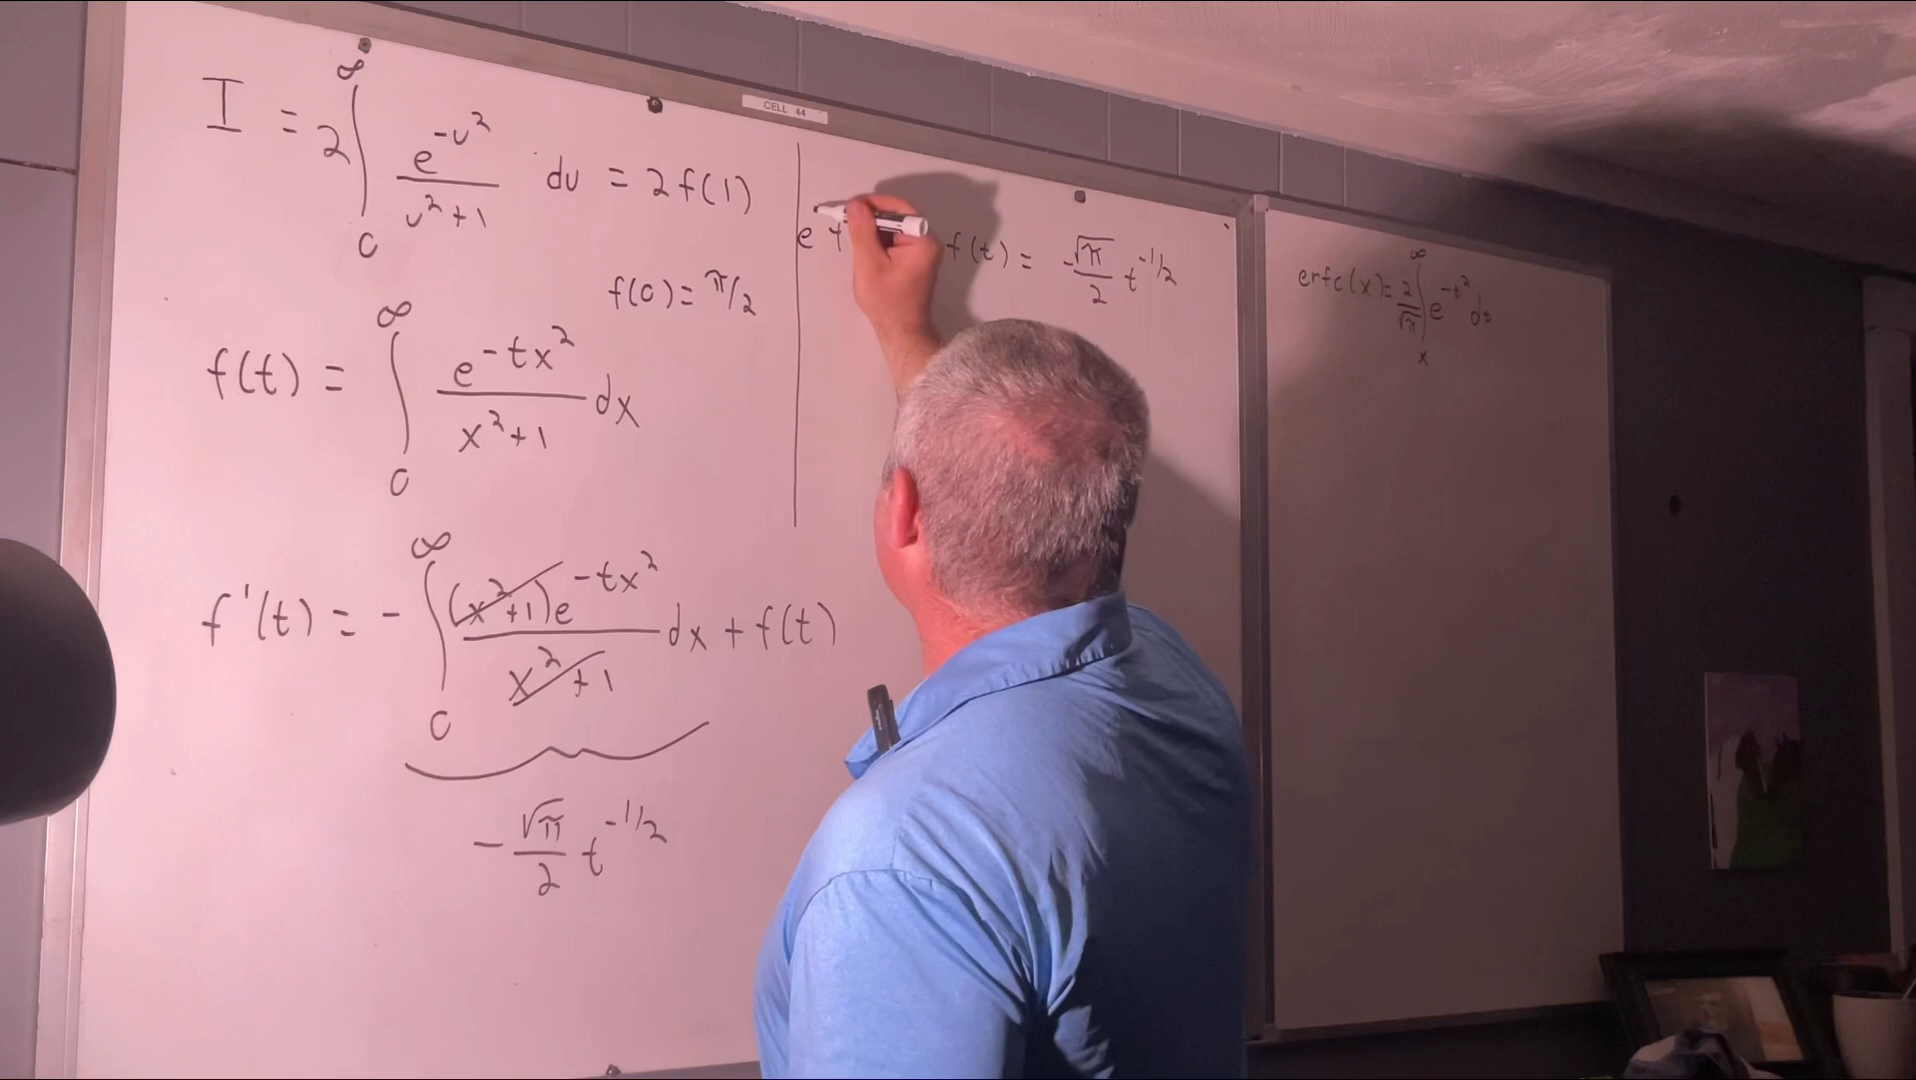 CELL 44
I = 2 ∫₀^∞ e^{-u²}/(u²+1) du = 2f(1)
f(0) = π/2
f(t) = ∫₀^∞ e^{-tx²}/(x²+1) dx
f'(t) = - ∫₀^∞ (x²+1)e^{-tx²}/(x²+1) dx + f(t)
-√π/2 t^{-1/2}
f(t) = -√π/2 t^{-1/2}
erfc(x) = 2/√π ∫ₓ^∞ e^{-t²} dt